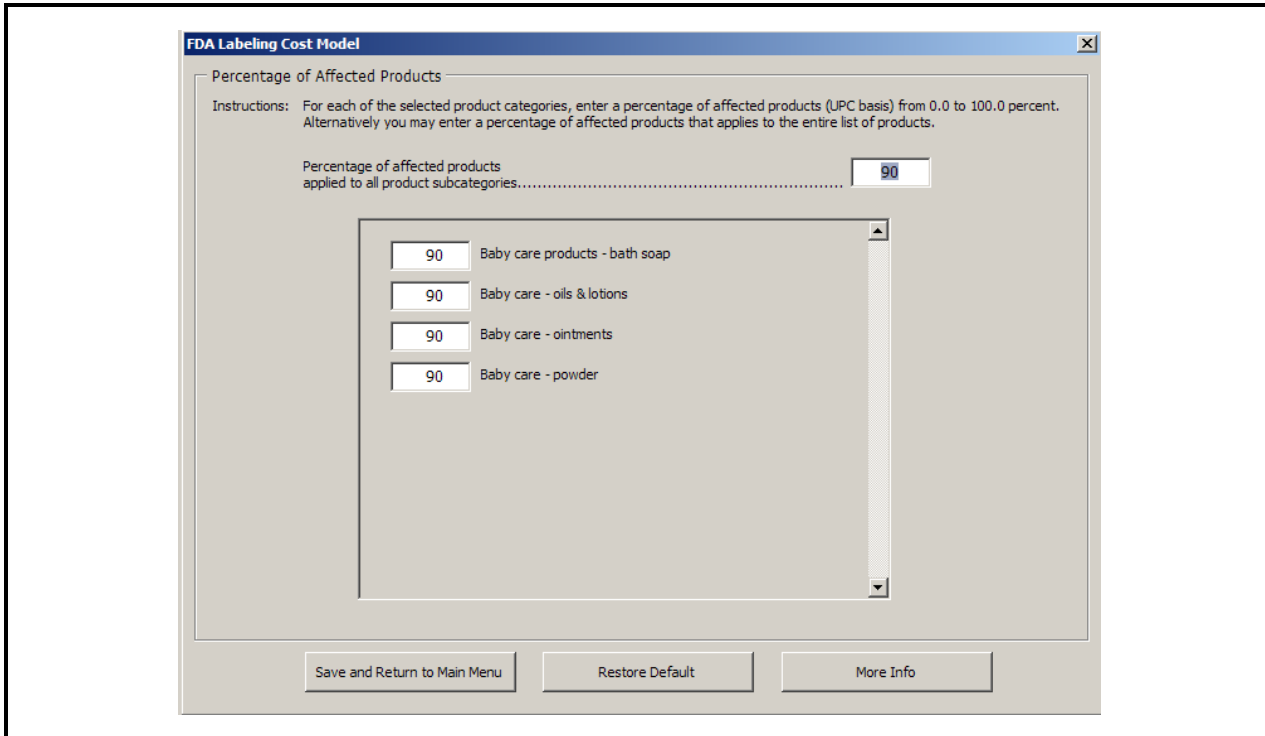 FDA Labeling Cost Model
Percentage of Affected Products
Instructions: For each of the selected product categories, enter a percentage of affected products (UPC basis) from 0.0 to 100.0 percent.
Alternatively you may enter a percentage of affected products that applies to the entire list of products.
Percentage of affected products
applied to all product subcategories.................................................................... 90
90 Baby care products - bath soap
90 Baby care - oils & lotions
90 Baby care - ointments
90 Baby care - powder
Save and Return to Main Menu Restore Default More Info